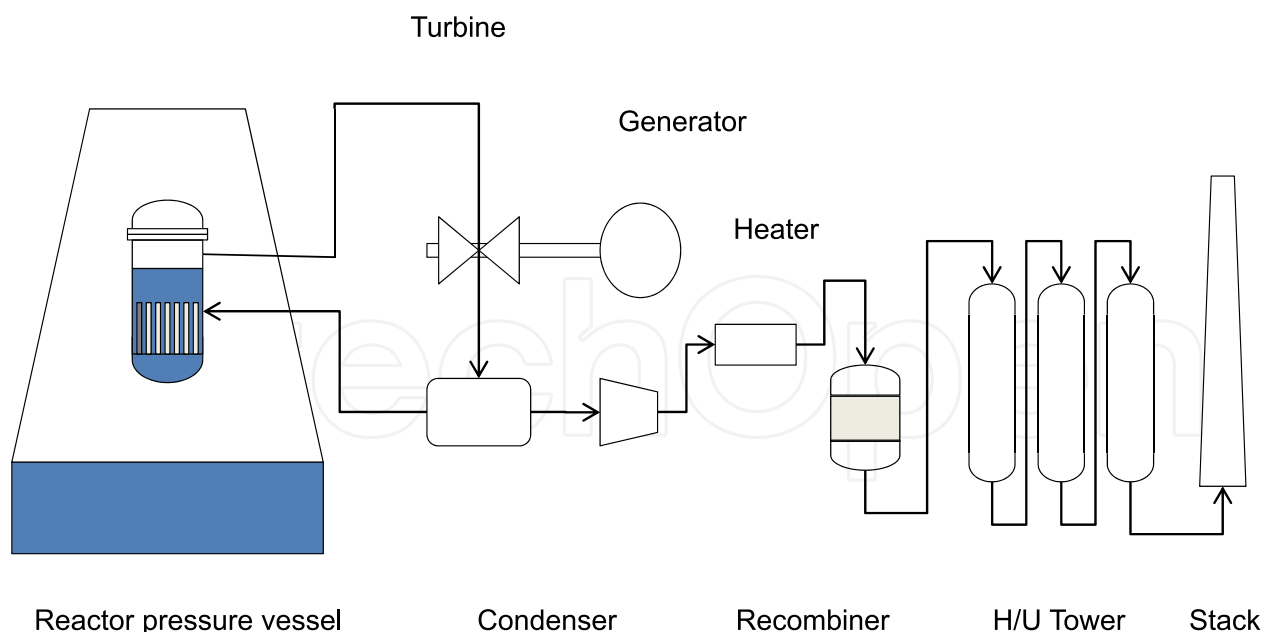 Turbine
Generator
Heater
Reactor pressure vessel
Condenser
Recombiner
H/U Tower
Stack